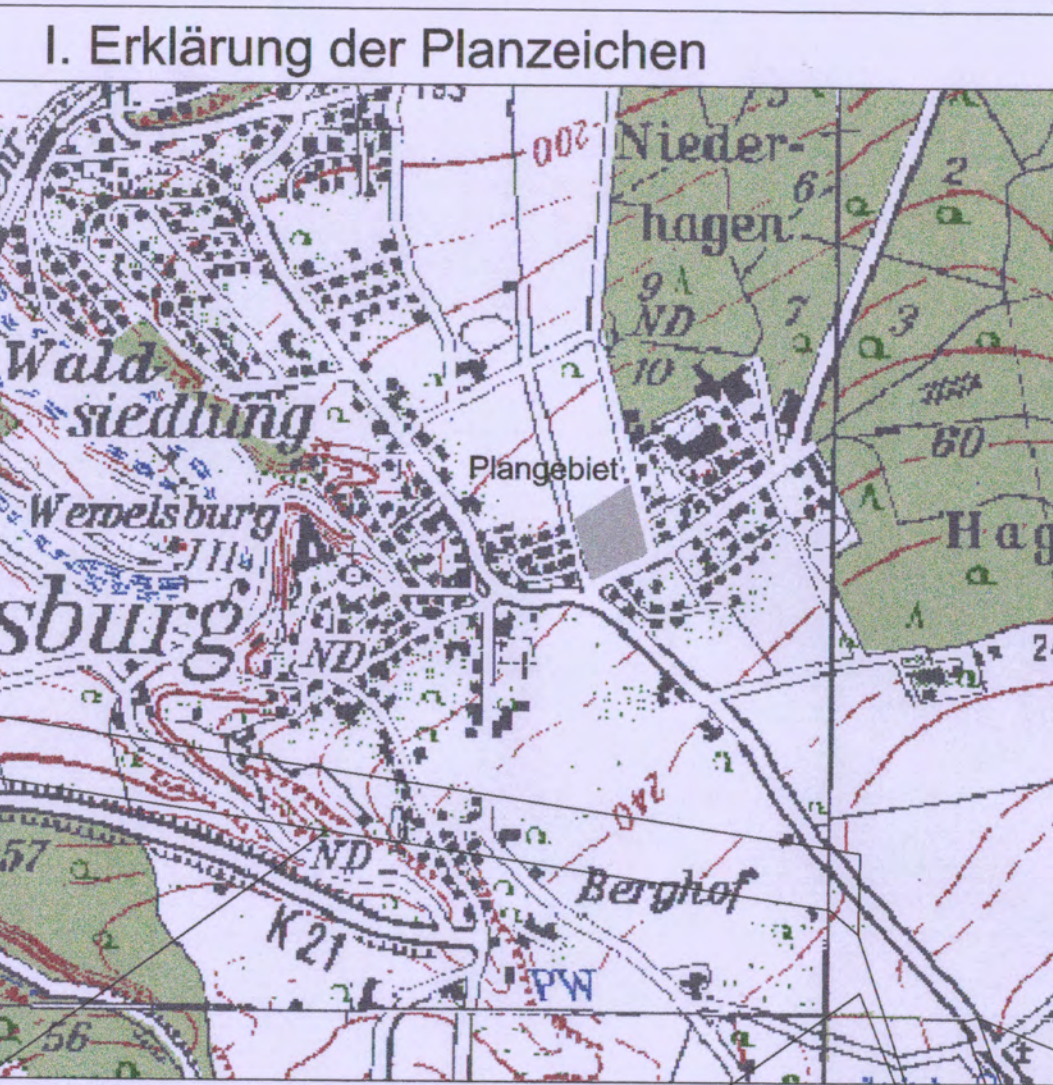 I. Erklärung der Planzeichen
200
Nieder-
hagen
6
2
9
ND
7
3
10
Wald-
siedlung
60
Plangebiet
Wewelsburg
Hag
sburg
ND
240
57
ND
Berghof
K 21
PW
56